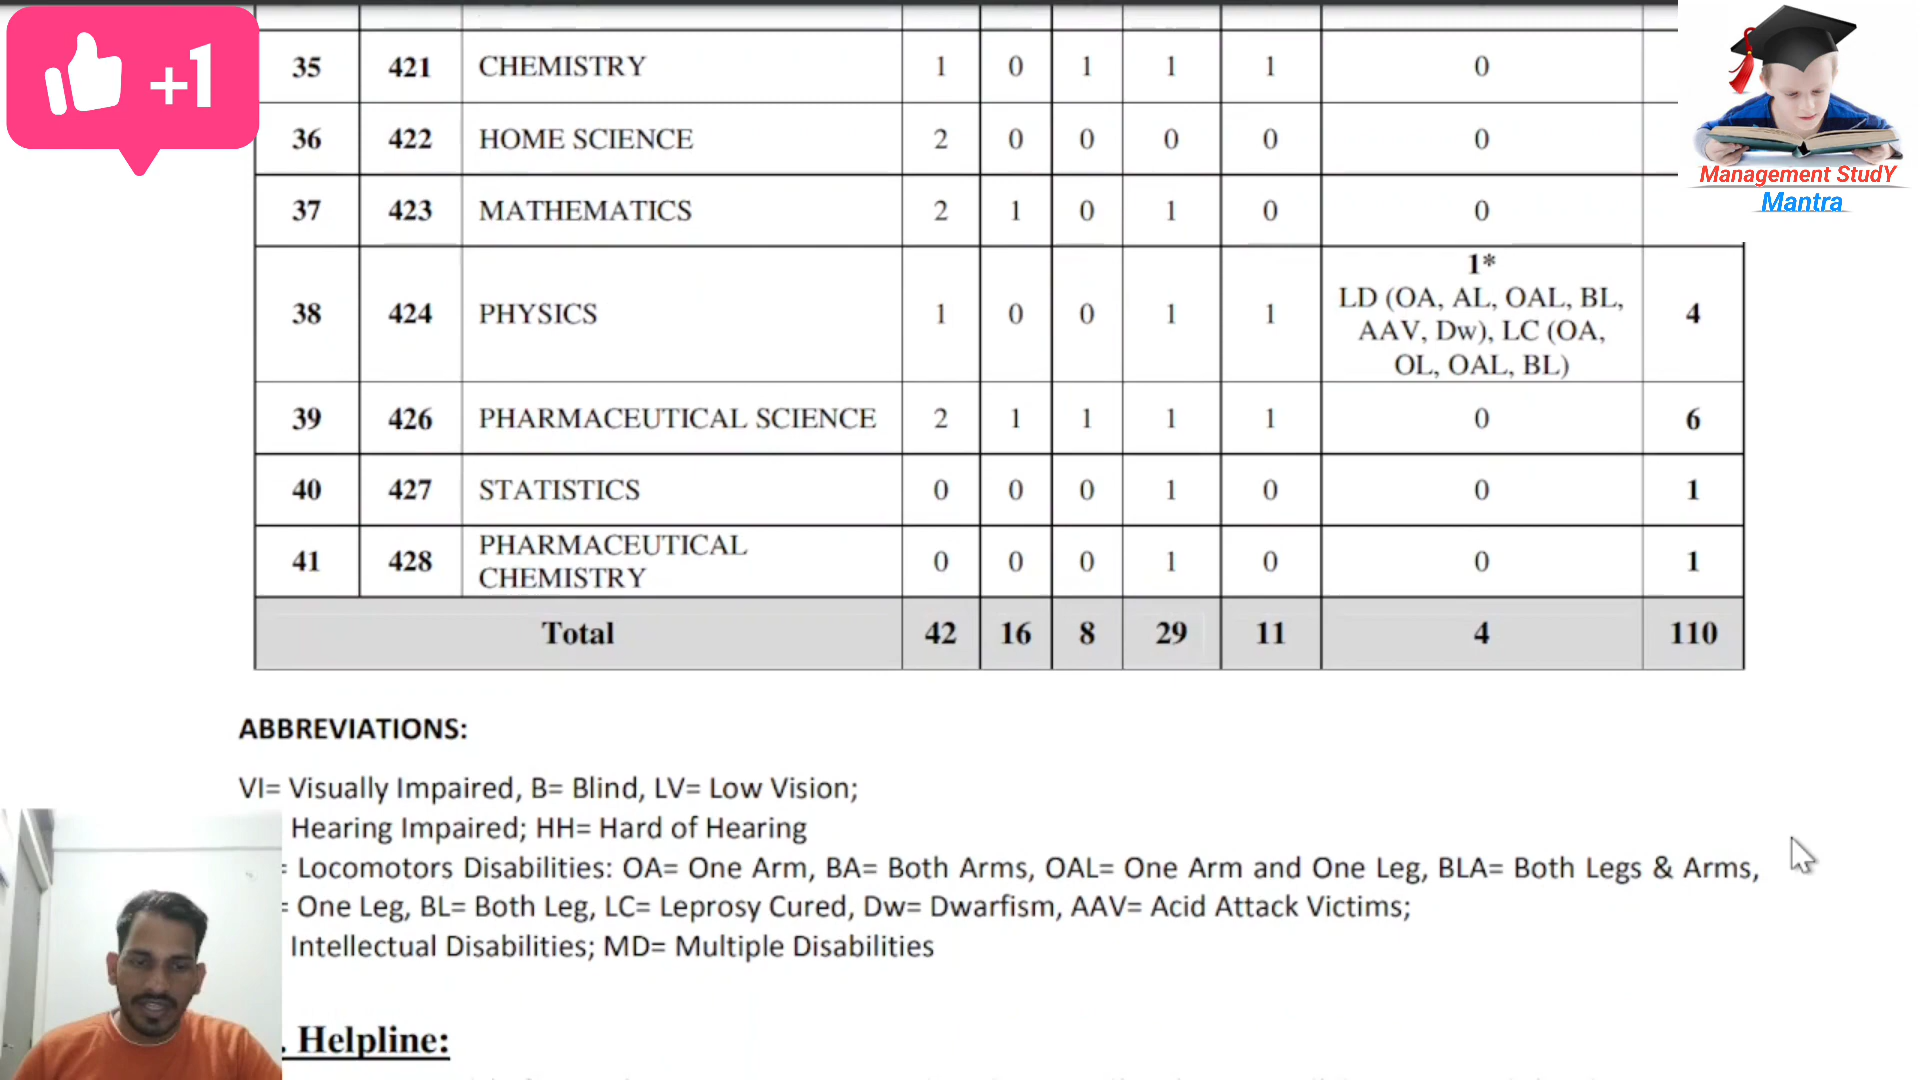 +1
35 421 CHEMISTRY 1 0 1 1 1 0
36 422 HOME SCIENCE 2 0 0 0 0 0
37 423 MATHEMATICS 2 1 0 1 0 0
Management StudY
Mantra
38 424 PHYSICS 1 0 0 1 1 1* 4
LD (OA, AL, OAL, BL,
AAV, Dw), LC (OA,
OL, OAL, BL)
39 426 PHARMACEUTICAL SCIENCE 2 1 1 1 1 0 6
40 427 STATISTICS 0 0 0 1 0 0 1
41 428 PHARMACEUTICAL
CHEMISTRY 0 0 0 1 0 0 1
Total 42 16 8 29 11 4 110
ABBREVIATIONS:
VI= Visually Impaired, B= Blind, LV= Low Vision;
Hearing Impaired; HH= Hard of Hearing
= Locomotors Disabilities: OA= One Arm, BA= Both Arms, OAL= One Arm and One Leg, BLA= Both Legs & Arms,
= One Leg, BL= Both Leg, LC= Leprosy Cured, Dw= Dwarfism, AAV= Acid Attack Victims;
Intellectual Disabilities; MD= Multiple Disabilities
. Helpline: